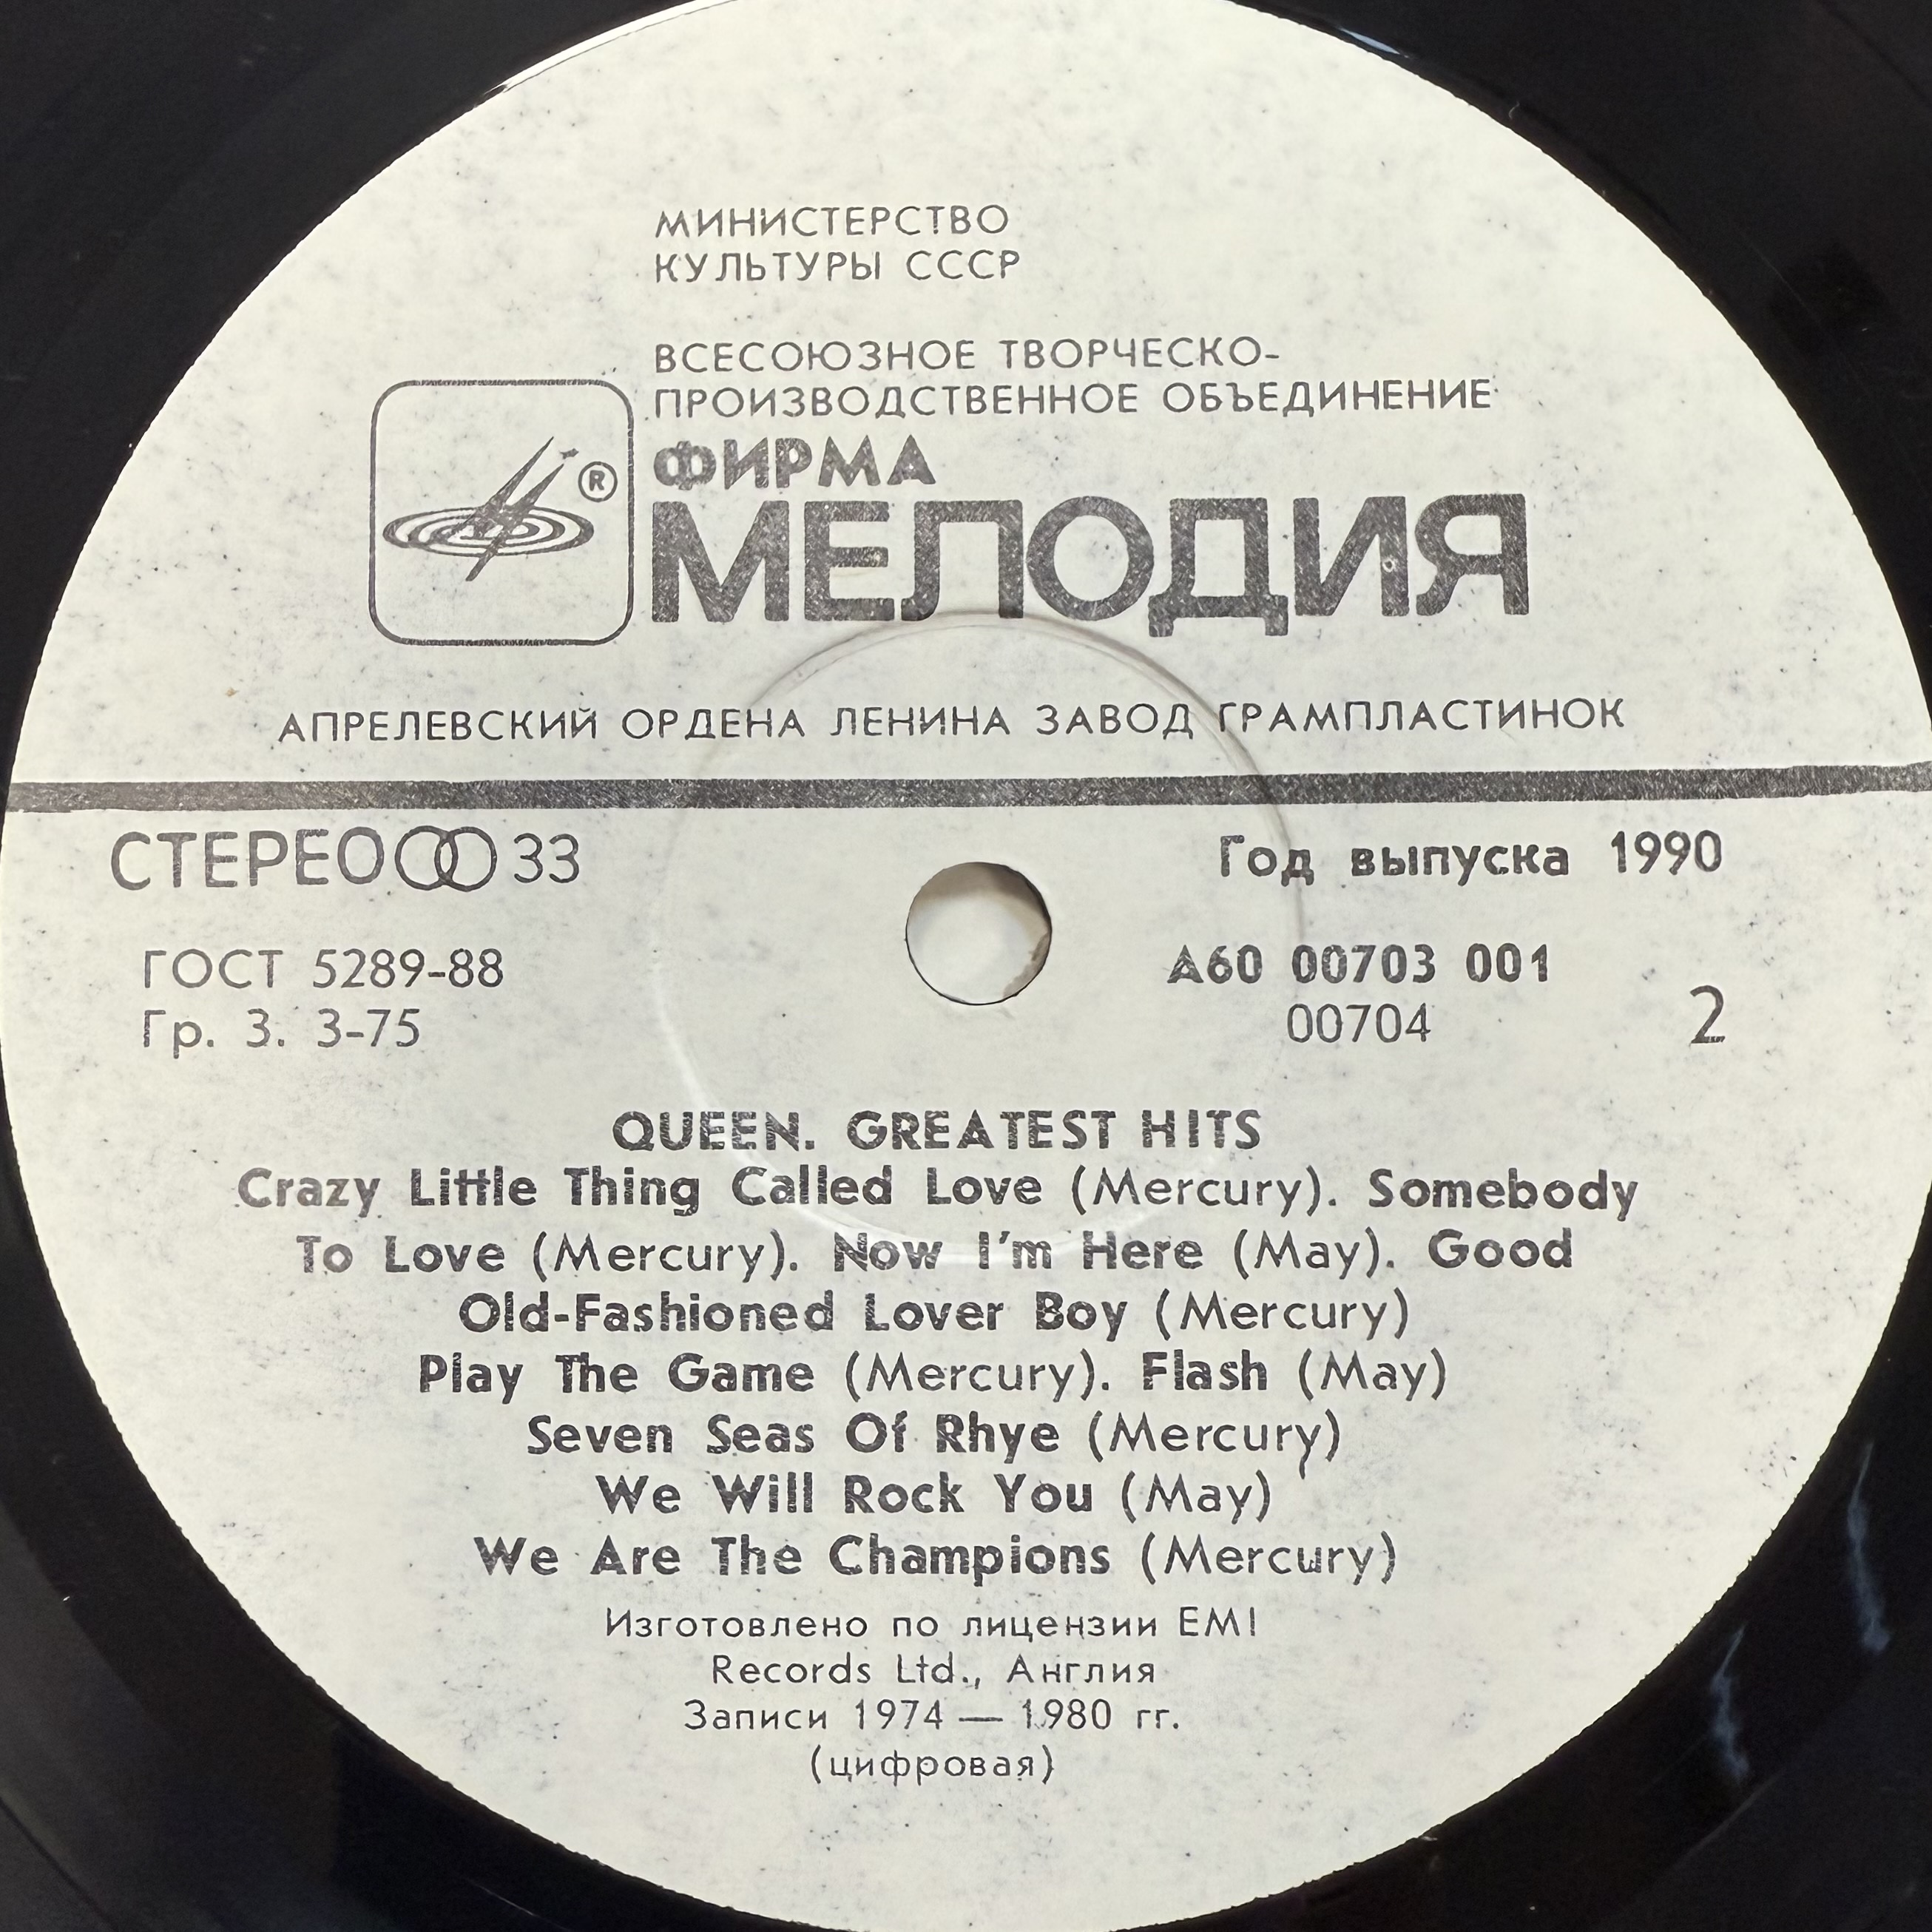 МИНИСТЕРСТВО
КУЛЬТУРЫ СССР
ВСЕСОЮЗНОЕ ТВОРЧЕСКО-
ПРОИЗВОДСТВЕННОЕ ОБЪЕДИНЕНИЕ
ФИРМА
®
МЕЛОДИЯ
АПРЕЛЕВСКИЙ ОРДЕНА ЛЕНИНА ЗАВОД ГРАМПЛАСТИНОК
СТЕРЕО 33
Год выпуска 1990
ГОСТ 5289-88
Гр. 3. 3-75
А60 00703 001
00704
2
QUEEN. GREATEST HITS
Crazy Little Thing Called Love (Mercury). Somebody
To Love (Mercury). Now I'm Here (May). Good
Old-Fashioned Lover Boy (Mercury)
Play The Game (Mercury). Flash (May)
Seven Seas Of Rhye (Mercury)
We Will Rock You (May)
We Are The Champions (Mercury)
Изготовлено по лицензии EMI
Records Ltd., Англия
Записи 1974 — 1980 гг.
(цифровая)